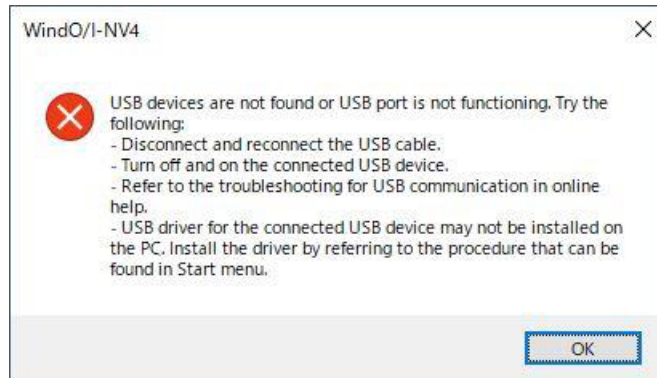 WindO/I-NV4
USB devices are not found or USB port is not functioning. Try the
following:
- Disconnect and reconnect the USB cable.
- Turn off and on the connected USB device.
- Refer to the troubleshooting for USB communication in online
help.
- USB driver for the connected USB device may not be installed on
the PC. Install the driver by referring to the procedure that can be
found in Start menu.
OK